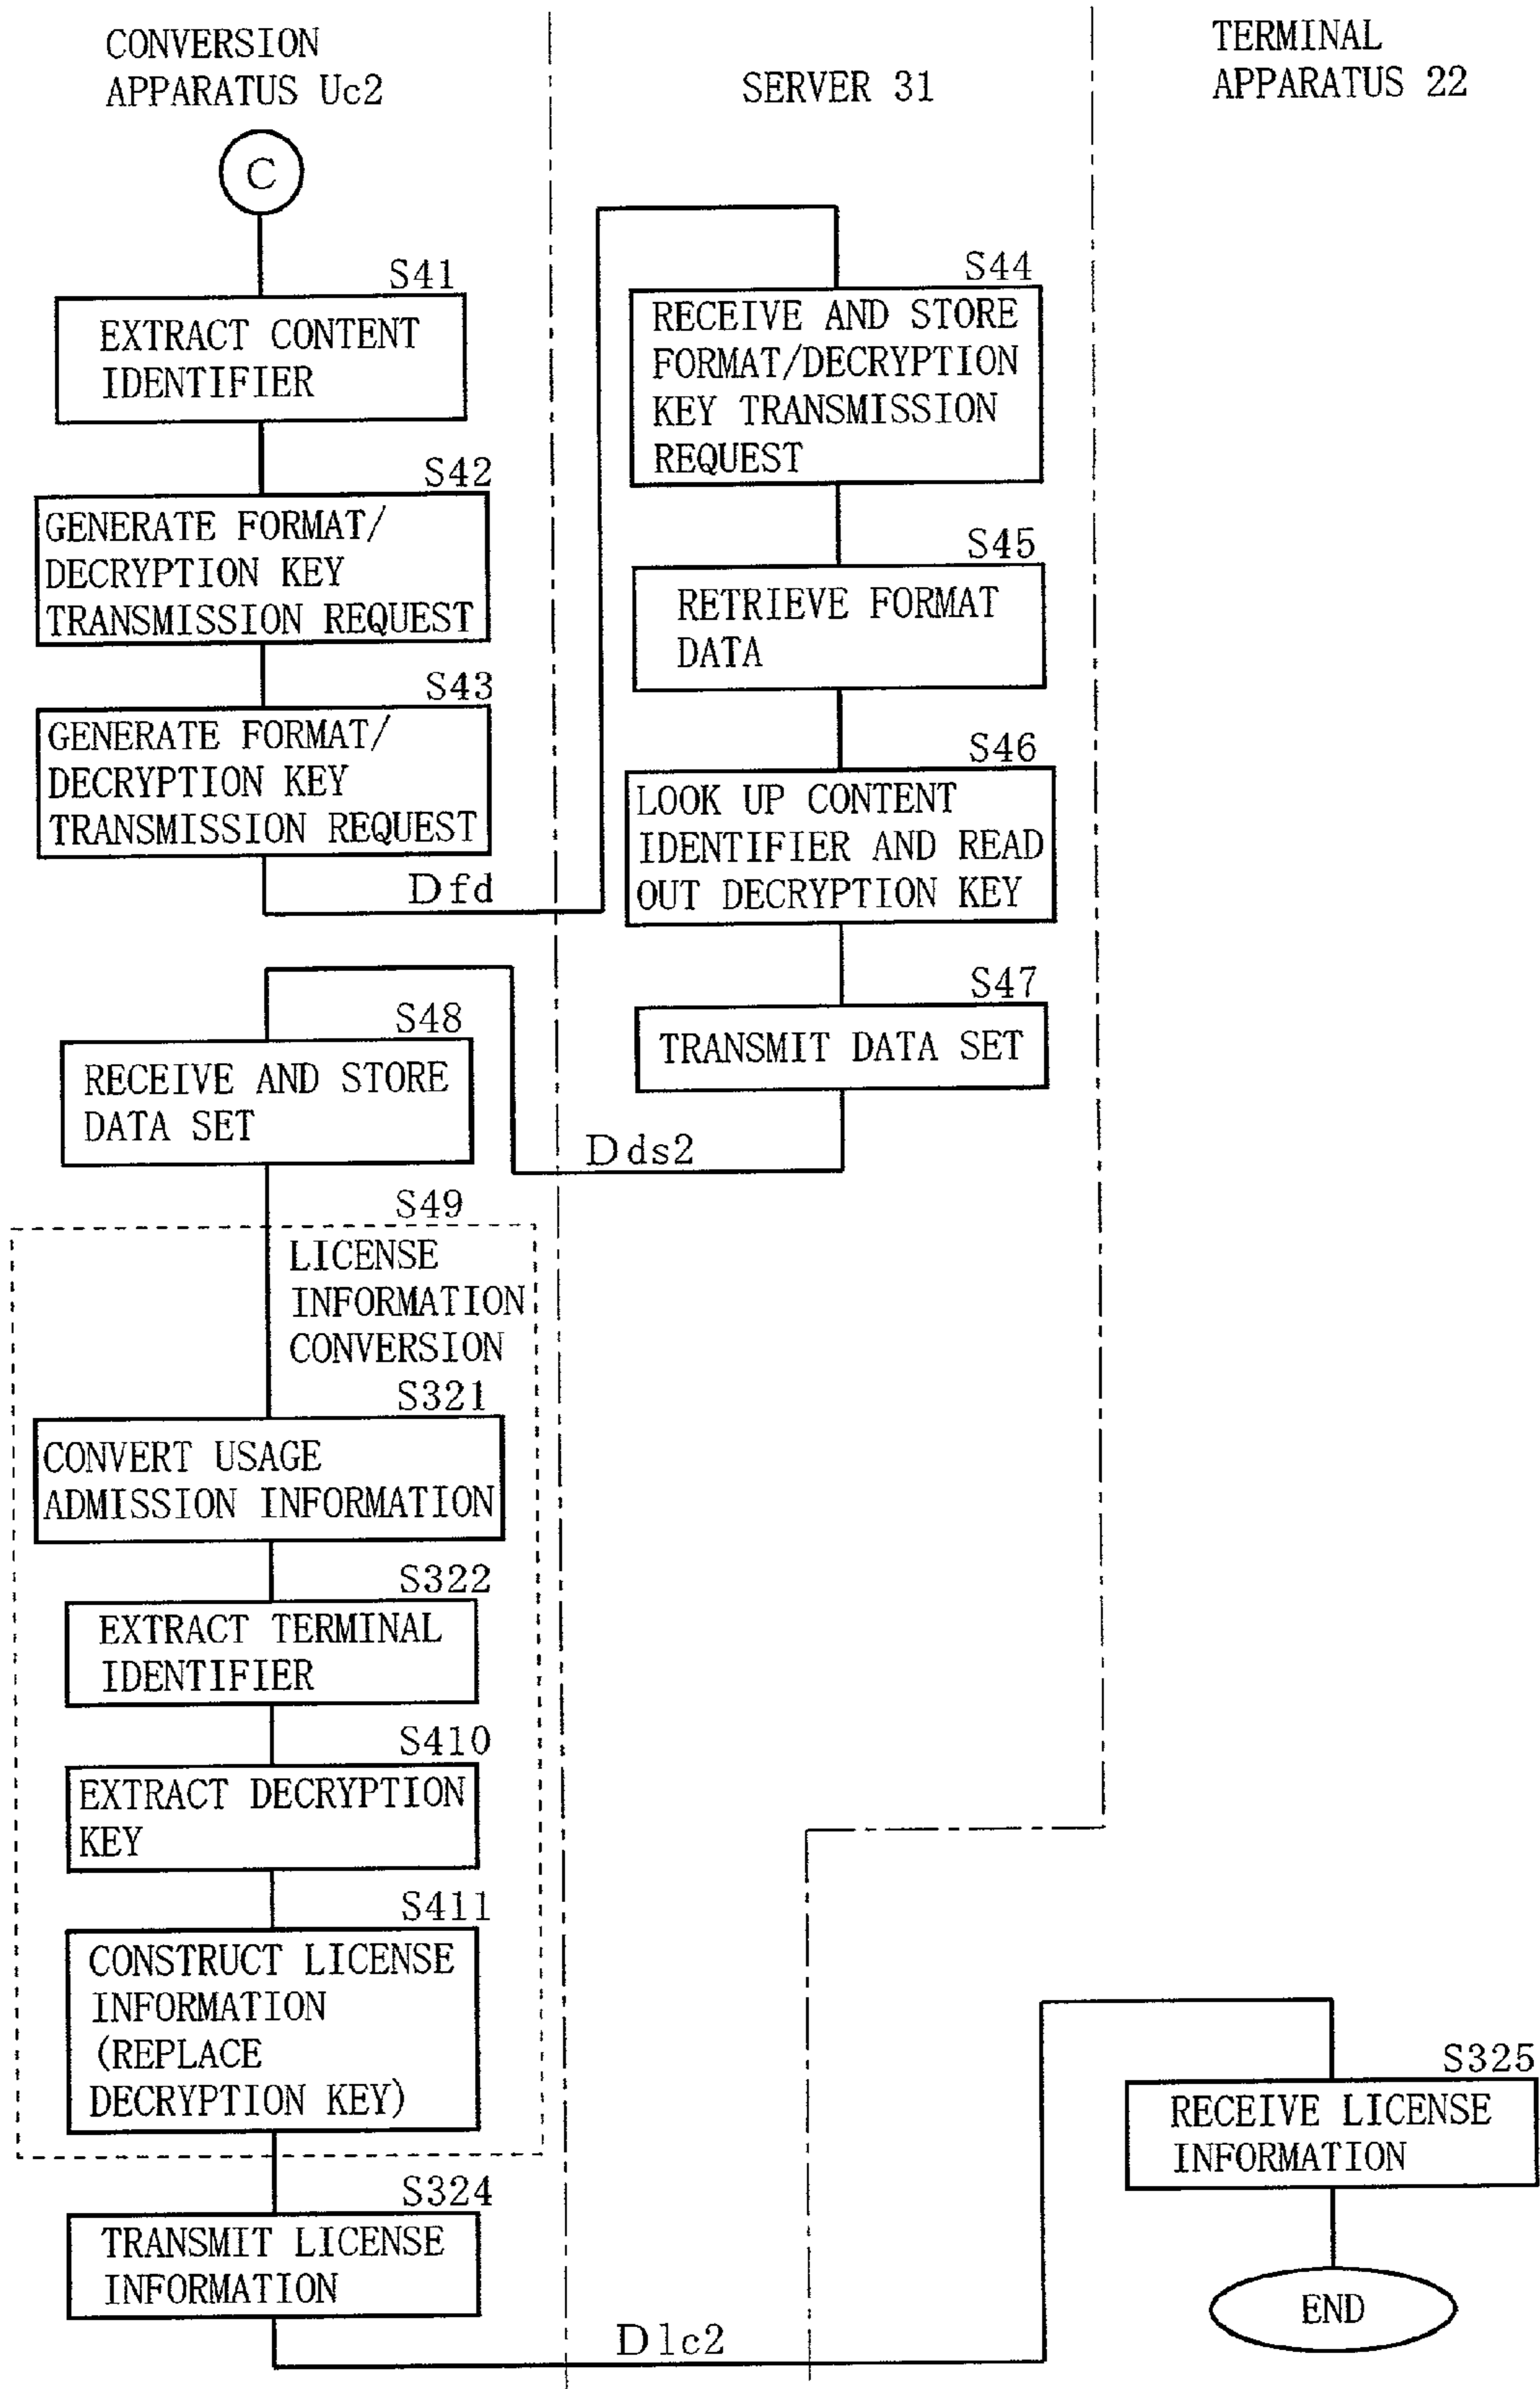 CONVERSION
APPARATUS Uc2
SERVER 31
TERMINAL
APPARATUS 22
C
S41
EXTRACT CONTENT
IDENTIFIER
S42
GENERATE FORMAT/
DECRYPTION KEY
TRANSMISSION REQUEST
S43
GENERATE FORMAT/
DECRYPTION KEY
TRANSMISSION REQUEST
Dfd
S44
RECEIVE AND STORE
FORMAT/DECRYPTION
KEY TRANSMISSION
REQUEST
S45
RETRIEVE FORMAT
DATA
S46
LOOK UP CONTENT
IDENTIFIER AND READ
OUT DECRYPTION KEY
S47
TRANSMIT DATA SET
Dds2
S48
RECEIVE AND STORE
DATA SET
S49
LICENSE
INFORMATION
CONVERSION
S321
CONVERT USAGE
ADMISSION INFORMATION
S322
EXTRACT TERMINAL
IDENTIFIER
S410
EXTRACT DECRYPTION
KEY
S411
CONSTRUCT LICENSE
INFORMATION
(REPLACE
DECRYPTION KEY)
S324
TRANSMIT LICENSE
INFORMATION
Dlc2
S325
RECEIVE LICENSE
INFORMATION
END